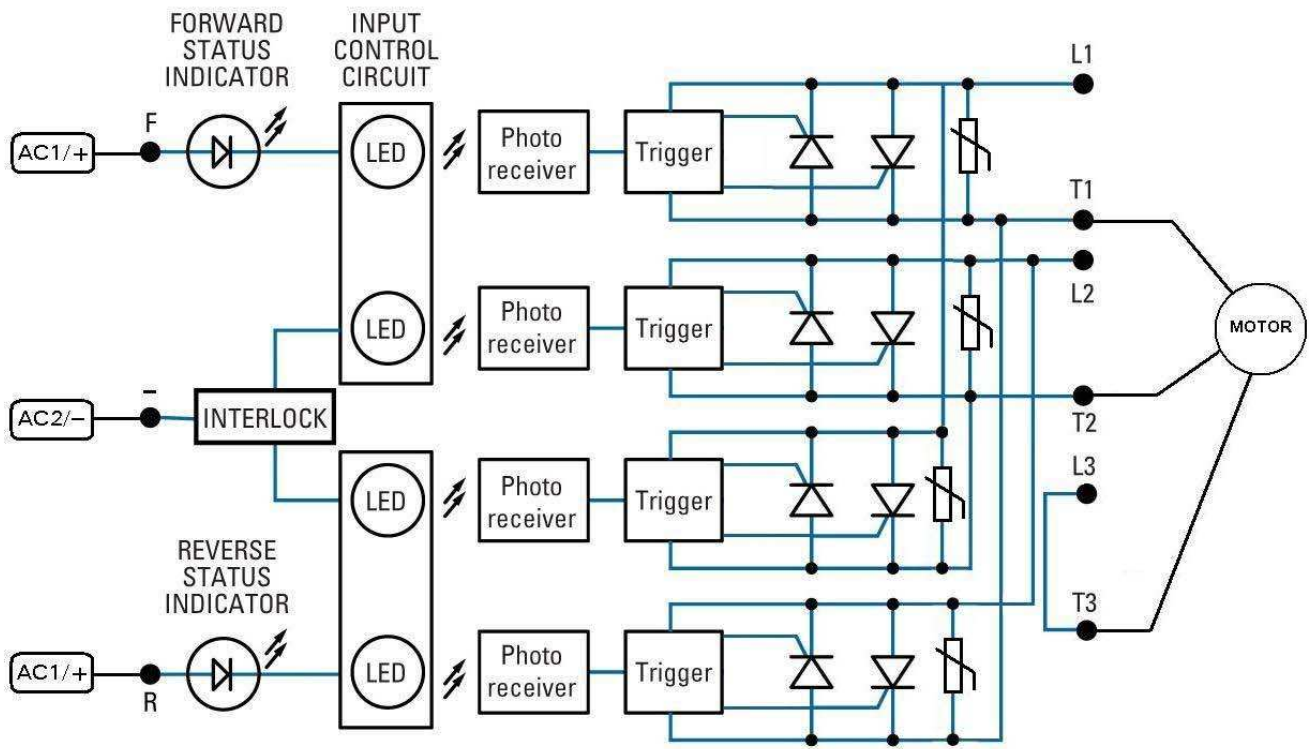 FORWARD
STATUS
INDICATOR
INPUT
CONTROL
CIRCUIT
L1
AC1/+
F
LED
Photo
receiver
Trigger
T1
L2
LED
Photo
receiver
Trigger
MOTOR
AC2/−
−
INTERLOCK
T2
L3
LED
Photo
receiver
Trigger
REVERSE
STATUS
INDICATOR
T3
AC1/+
R
LED
Photo
receiver
Trigger